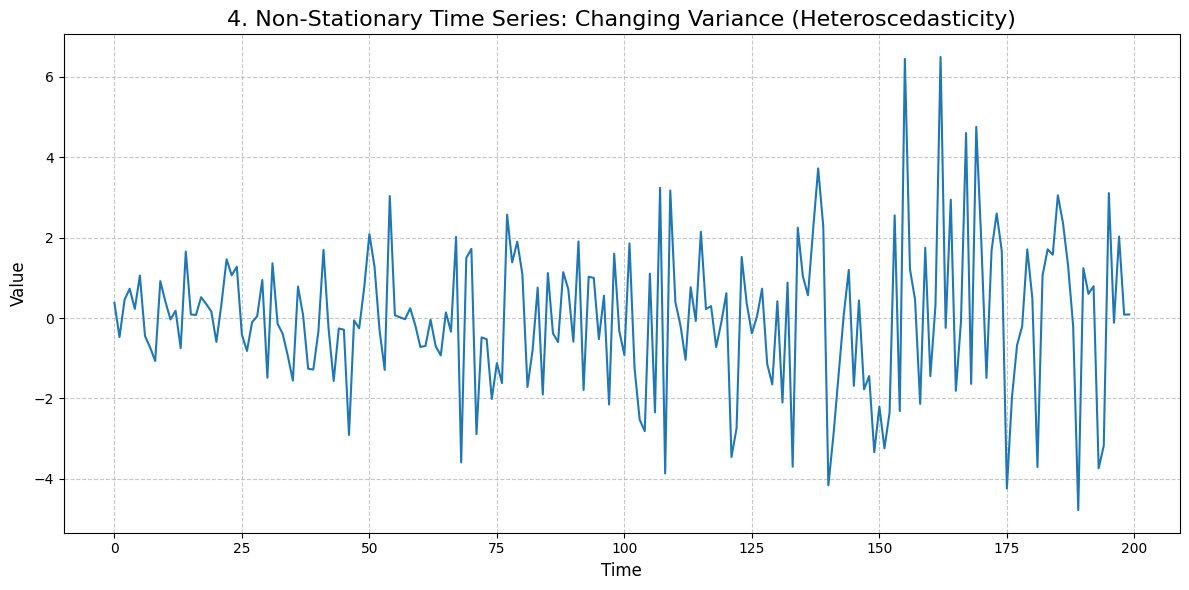 4. Non-Stationary Time Series: Changing Variance (Heteroscedasticity)
Value
6
4
2
0
−2
−4
0 25 50 75 100 125 150 175 200
Time